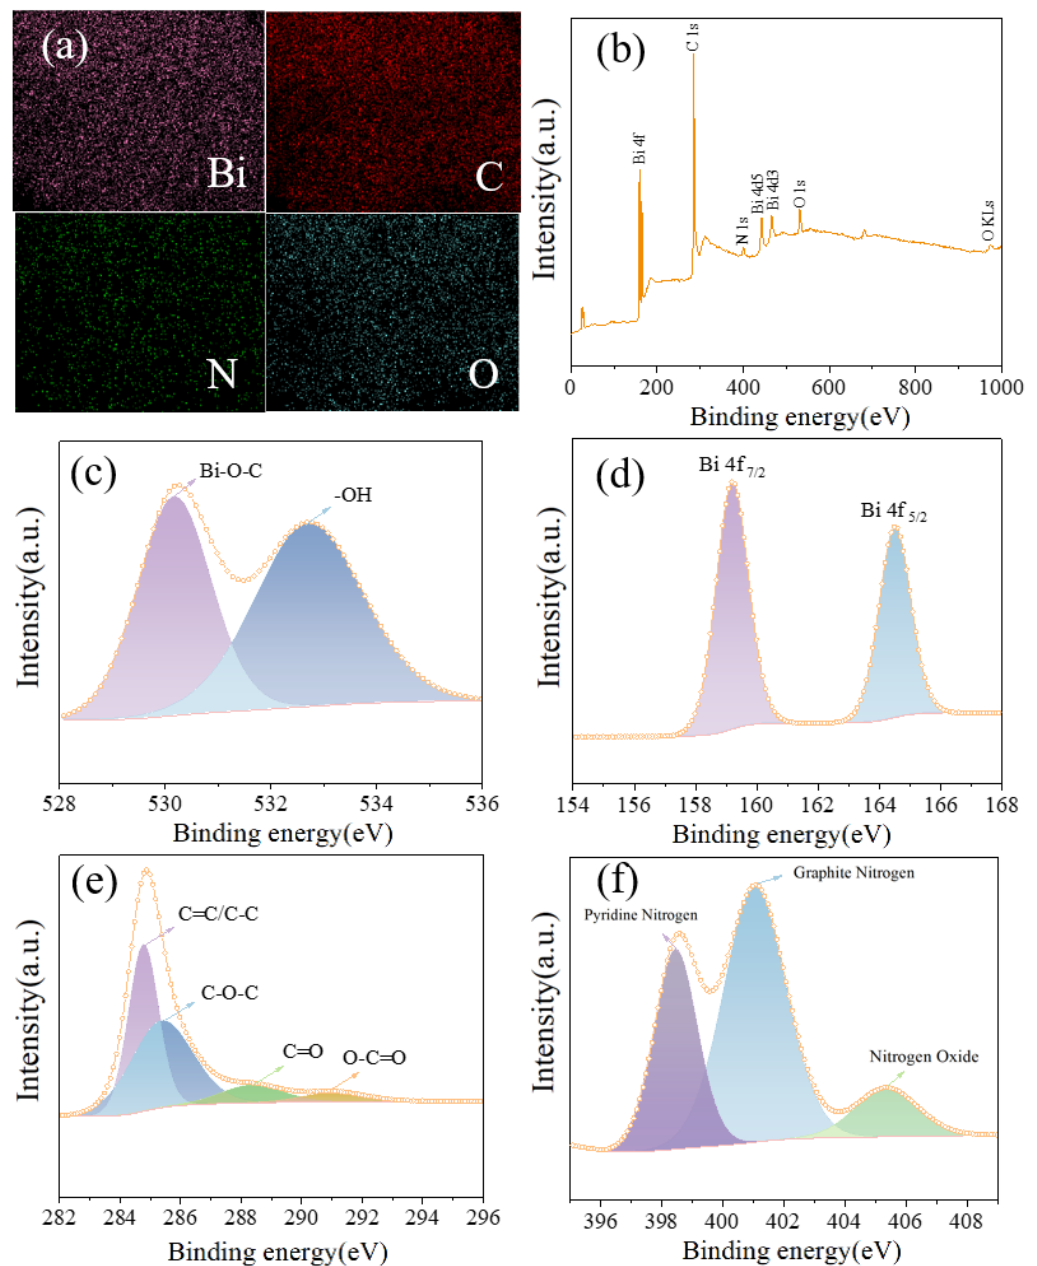 (a)
Bi
C
N
O
(b)
Intensity(a.u.)
Bi 4f
C 1s
N 1s
Bi 4d5
Bi 4d3
O 1s
O KLs
0 200 400 600 800 1000
Binding energy(eV)
(c)
Intensity(a.u.)
Bi-O-C
-OH
528 530 532 534 536
Binding energy(eV)
(d)
Intensity(a.u.)
Bi 4f 7/2
Bi 4f 5/2
154 156 158 160 162 164 166 168
Binding energy(eV)
(e)
Intensity(a.u.)
C=C/C-C
C-O-C
C=O
O-C=O
282 284 286 288 290 292 294 296
Binding energy(eV)
(f)
Intensity(a.u.)
Graphite Nitrogen
Pyridine Nitrogen
Nitrogen Oxide
396 398 400 402 404 406 408
Binding energy(eV)